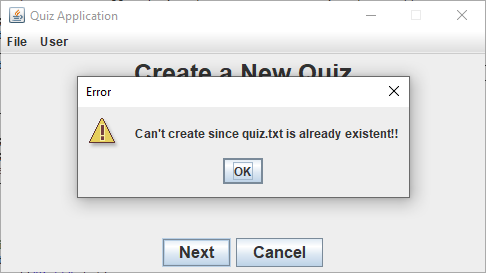 Quiz Application
File User
Create a New Quiz
Error
Can't create since quiz.txt is already existent!!
OK
Next Cancel